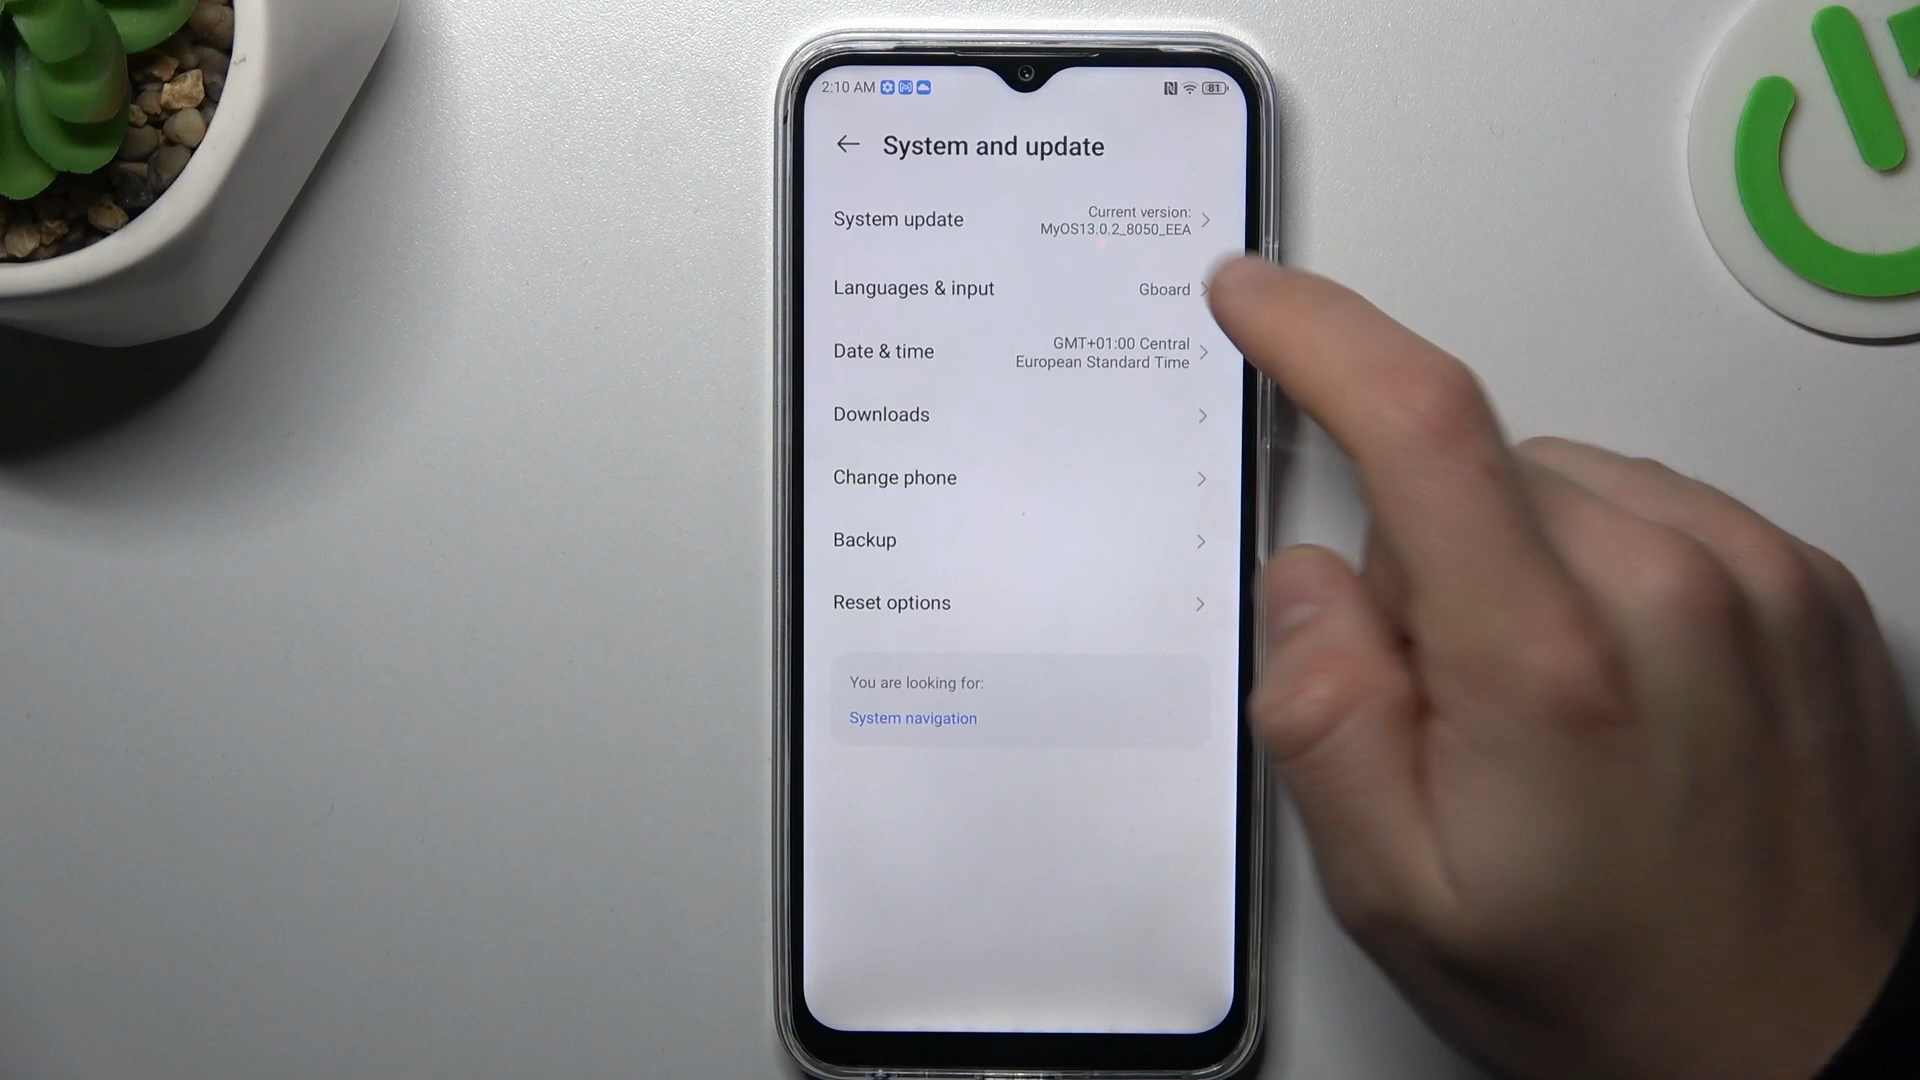 2:10 AM
81
System and update
System update
Current version:
MyOS13.0.2_8050_EEA
Languages & input
Gboard
Date & time
GMT+01:00 Central
European Standard Time
Downloads
Change phone
Backup
Reset options
You are looking for:
System navigation